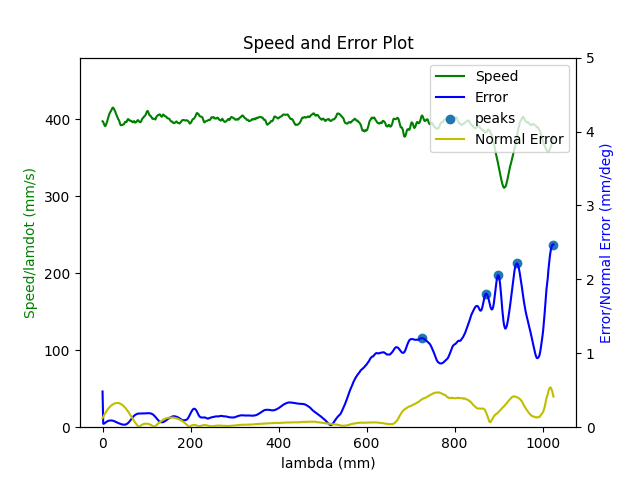 Speed and Error Plot
Speed
Error
peaks
Normal Error
Speed/lamdot (mm/s)
400
300
200
100
0
5
4
3
2
1
0
Error/Normal Error (mm/deg)
0
200
400
600
800
1000
lambda (mm)